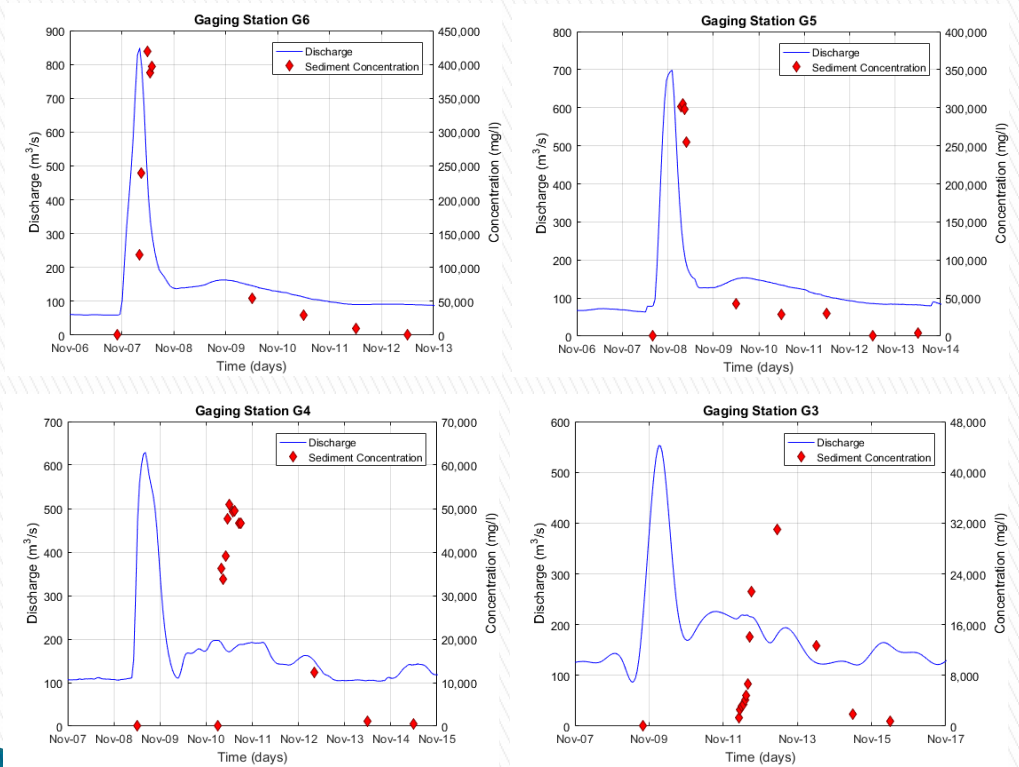 Gaging Station G6
900
800
700
600
500
400
300
200
100
0
Discharge (m³/s)
450,000
400,000
350,000
300,000
250,000
200,000
150,000
100,000
50,000
0
Concentration (mg/l)
Discharge
Sediment Concentration
Nov-06 Nov-07 Nov-08 Nov-09 Nov-10 Nov-11 Nov-12 Nov-13
Time (days)
Gaging Station G5
800
700
600
500
400
300
200
100
0
Discharge (m³/s)
400,000
350,000
300,000
250,000
200,000
150,000
100,000
50,000
0
Concentration (mg/l)
Discharge
Sediment Concentration
Nov-06 Nov-07 Nov-08 Nov-09 Nov-10 Nov-11 Nov-12 Nov-13 Nov-14
Time (days)
Gaging Station G4
700
600
500
400
300
200
100
0
Discharge (m³/s)
70,000
60,000
50,000
40,000
30,000
20,000
10,000
0
Concentration (mg/l)
Discharge
Sediment Concentration
Nov-07 Nov-08 Nov-09 Nov-10 Nov-11 Nov-12 Nov-13 Nov-14 Nov-15
Time (days)
Gaging Station G3
600
500
400
300
200
100
0
Discharge (m³/s)
48,000
40,000
32,000
24,000
16,000
8,000
0
Concentration (mg/l)
Discharge
Sediment Concentration
Nov-07 Nov-09 Nov-11 Nov-13 Nov-15 Nov-17
Time (days)